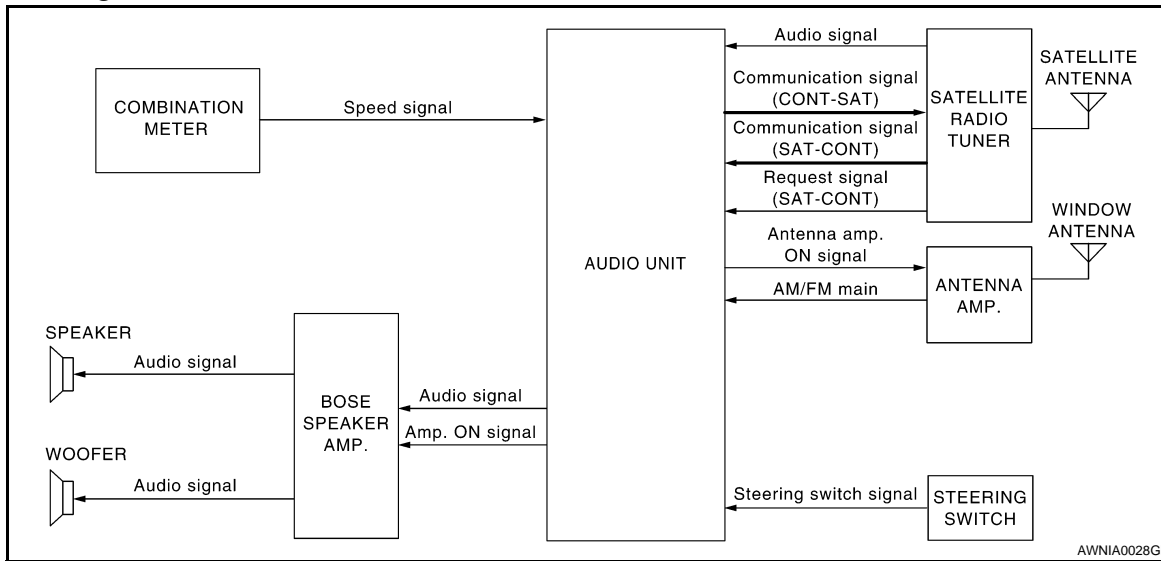 COMBINATION
METER
Speed signal
AUDIO UNIT
Audio signal
Communication signal
(CONT-SAT)
Communication signal
(SAT-CONT)
Request signal
(SAT-CONT)
SATELLITE
RADIO
TUNER
SATELLITE
ANTENNA
Antenna amp.
ON signal
AM/FM main
ANTENNA
AMP.
WINDOW
ANTENNA
SPEAKER
Audio signal
WOOFER
Audio signal
BOSE
SPEAKER
AMP.
Audio signal
Amp. ON signal
Steering switch signal
STEERING
SWITCH
AWNIA0028G